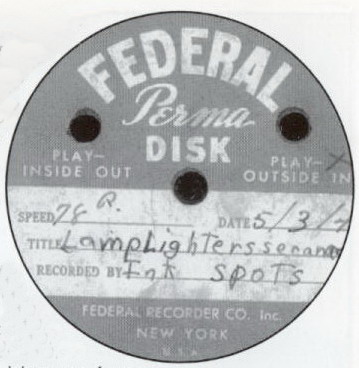 FEDERAL
Perma
DISK
PLAY-
INSIDE OUT
PLAY- X
OUTSIDE IN
SPEED 78 R. DATE 5/3/
TITLE LampLighters
RECORDED BY Ink Spots
FEDERAL RECORDER CO. Inc.
NEW YORK
U.S.A.